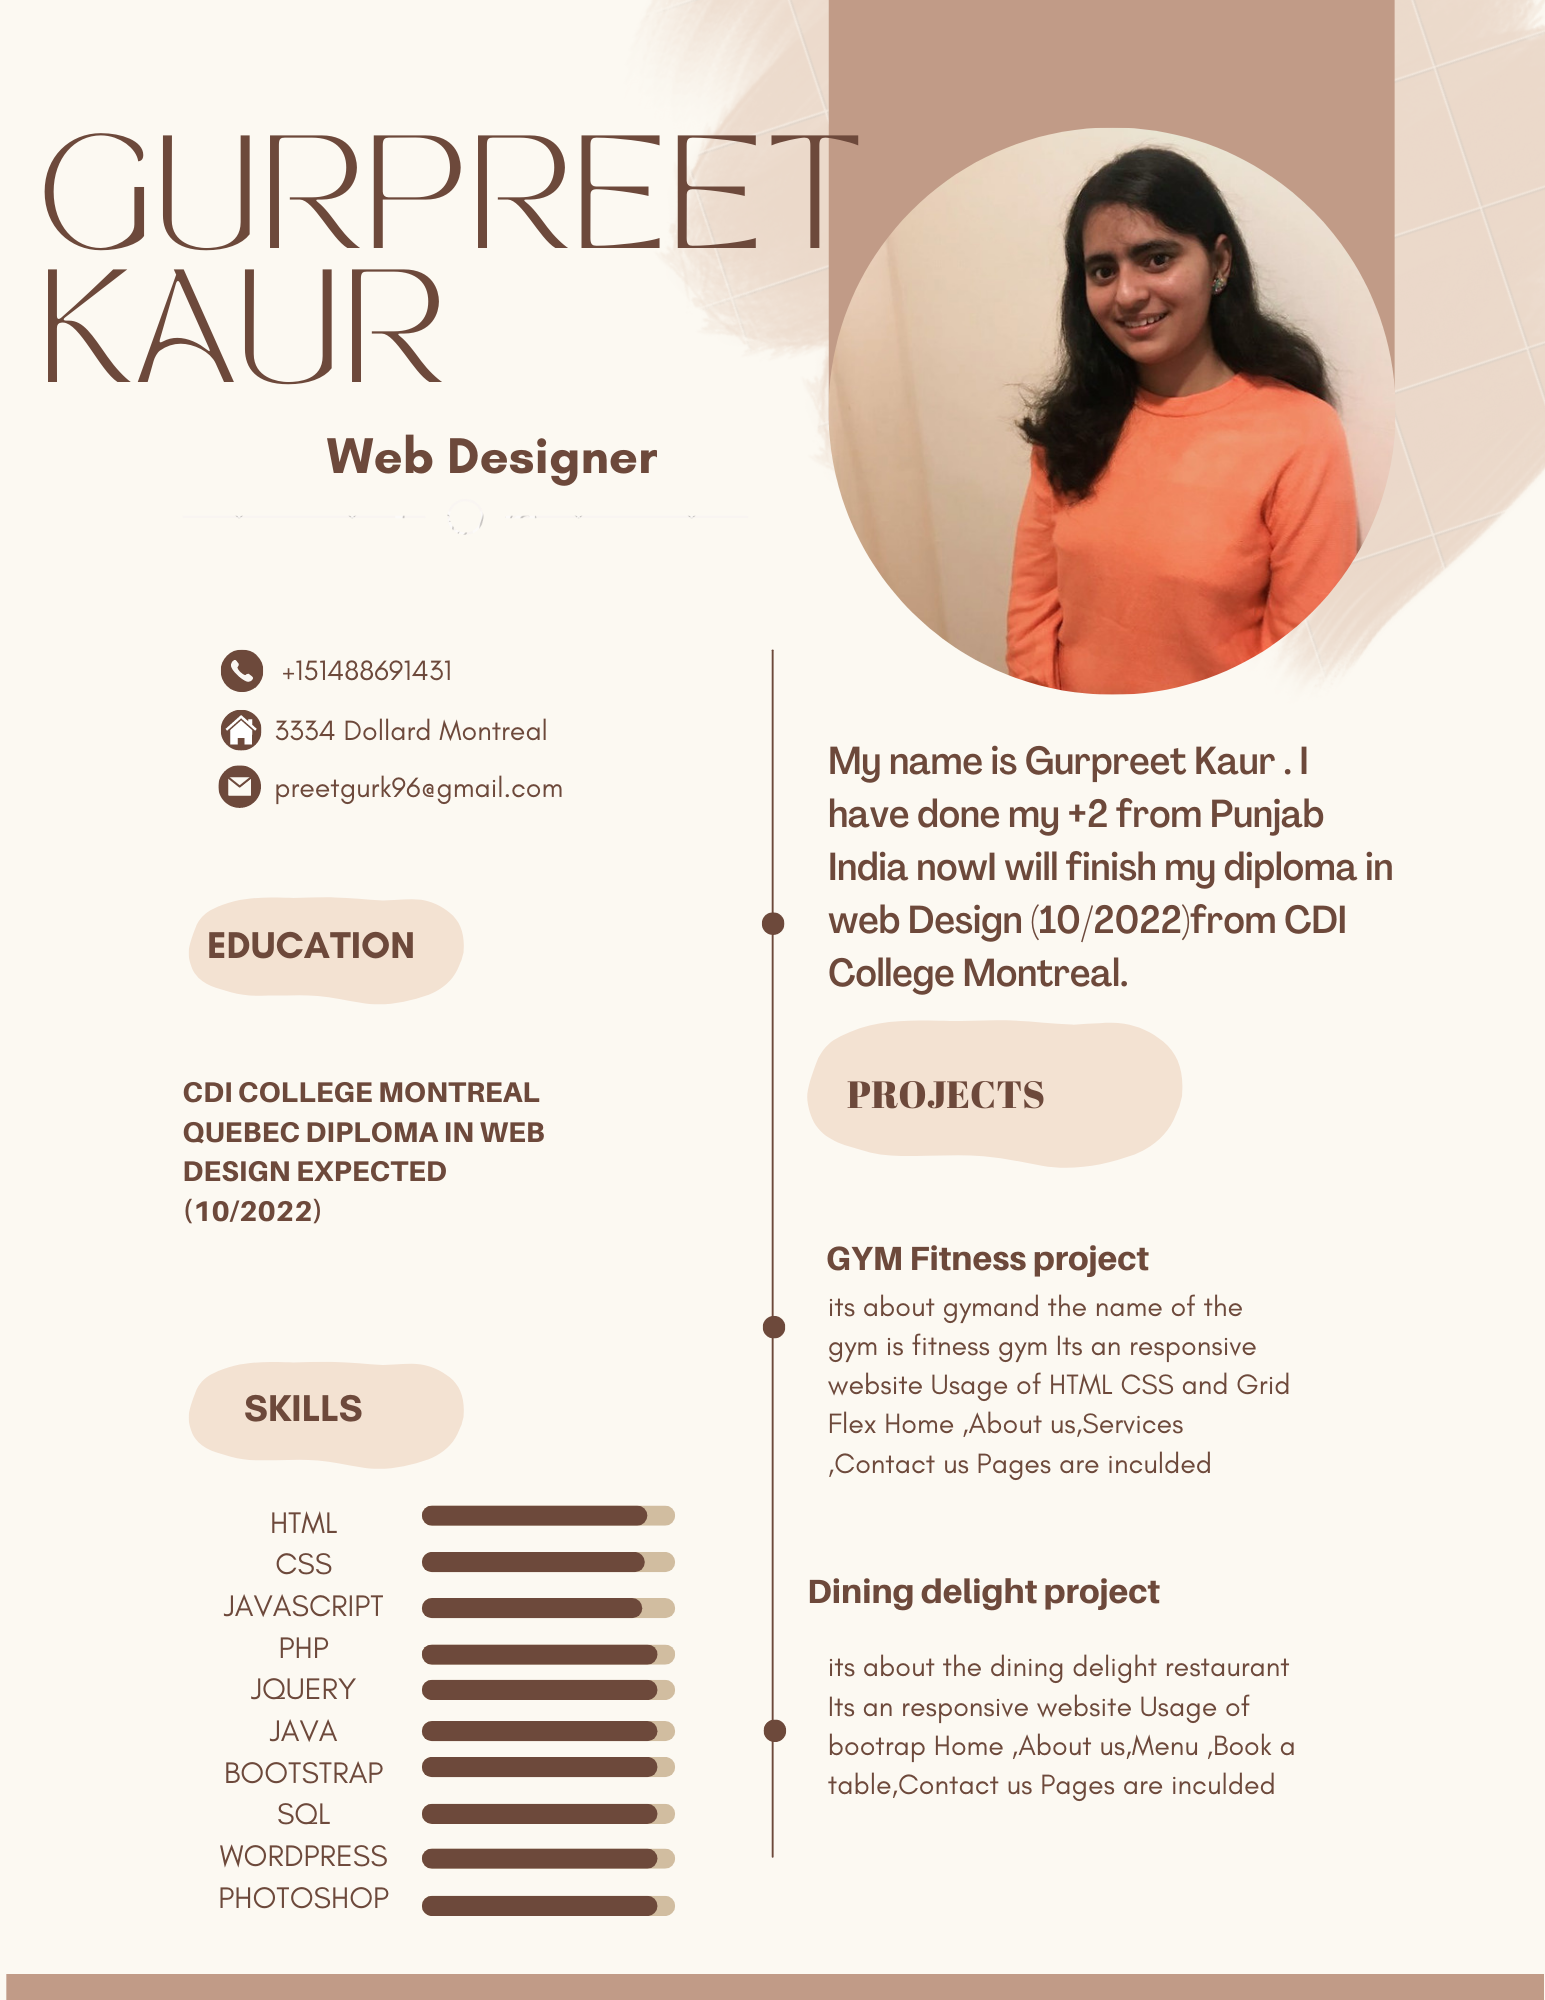 GURPREET
KAUR
Web Designer
+151488691431
3334 Dollard Montreal
preetgurk96@gmail.com
EDUCATION
CDI COLLEGE MONTREAL
QUEBEC DIPLOMA IN WEB
DESIGN EXPECTED
(10/2022)
SKILLS
HTML
CSS
JAVASCRIPT
PHP
JQUERY
JAVA
BOOTSTRAP
SQL
WORDPRESS
PHOTOSHOP
My name is Gurpreet Kaur . I
have done my +2 from Punjab
India nowI will finish my diploma in
web Design (10/2022)from CDI
College Montreal.
PROJECTS
GYM Fitness project
its about gymand the name of the
gym is fitness gym Its an responsive
website Usage of HTML CSS and Grid
Flex Home ,About us,Services
,Contact us Pages are inculded
Dining delight project
its about the dining delight restaurant
Its an responsive website Usage of
bootrap Home ,About us,Menu ,Book a
table,Contact us Pages are inculded